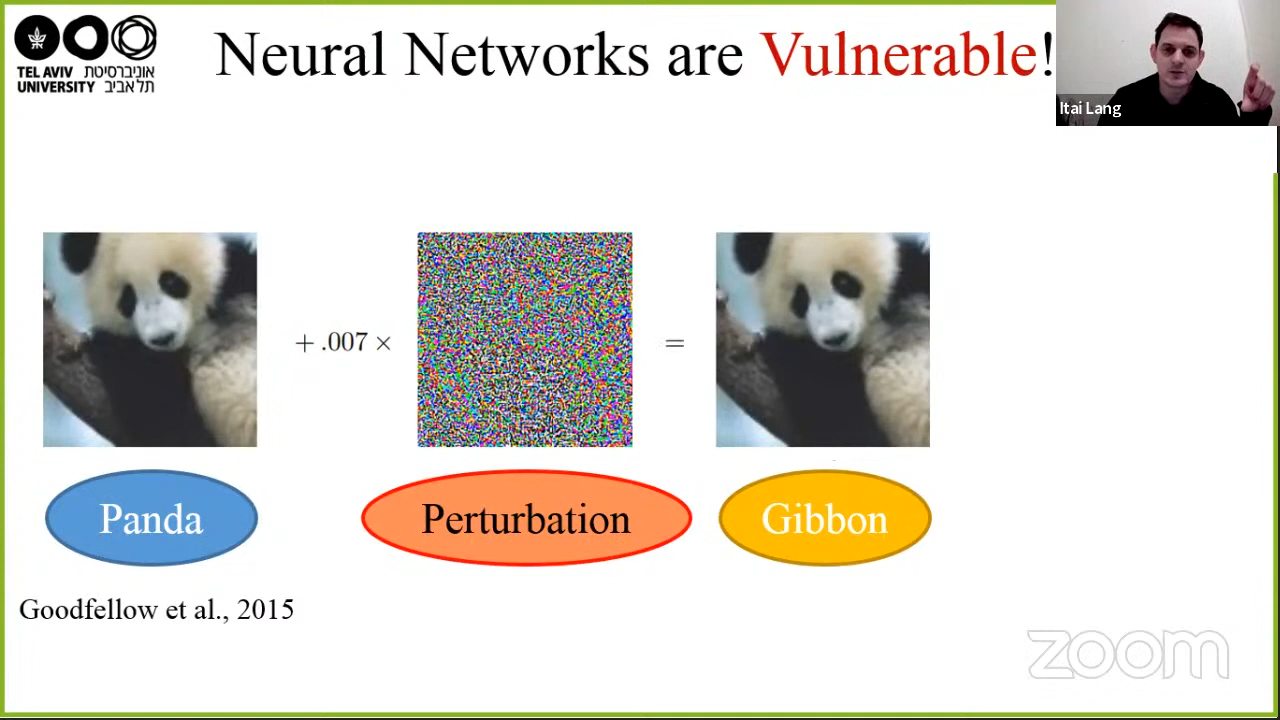 TEL AVIV אוניברסיטת
UNIVERSITY תל אביב
Neural Networks are Vulnerable!
Itai Lang
+ .007 ×
=
Panda
Perturbation
Gibbon
Goodfellow et al., 2015
zoom